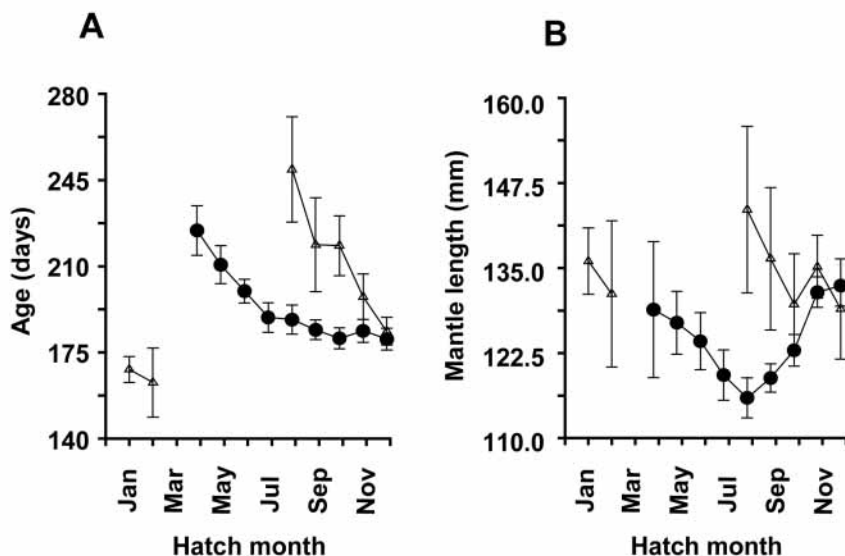 A
280
245
210
175
140
Age (days)
Jan
Mar
May
Jul
Sep
Nov
Hatch month
B
160.0
147.5
135.0
122.5
110.0
Mantle length (mm)
Jan
Mar
May
Jul
Sep
Nov
Hatch month